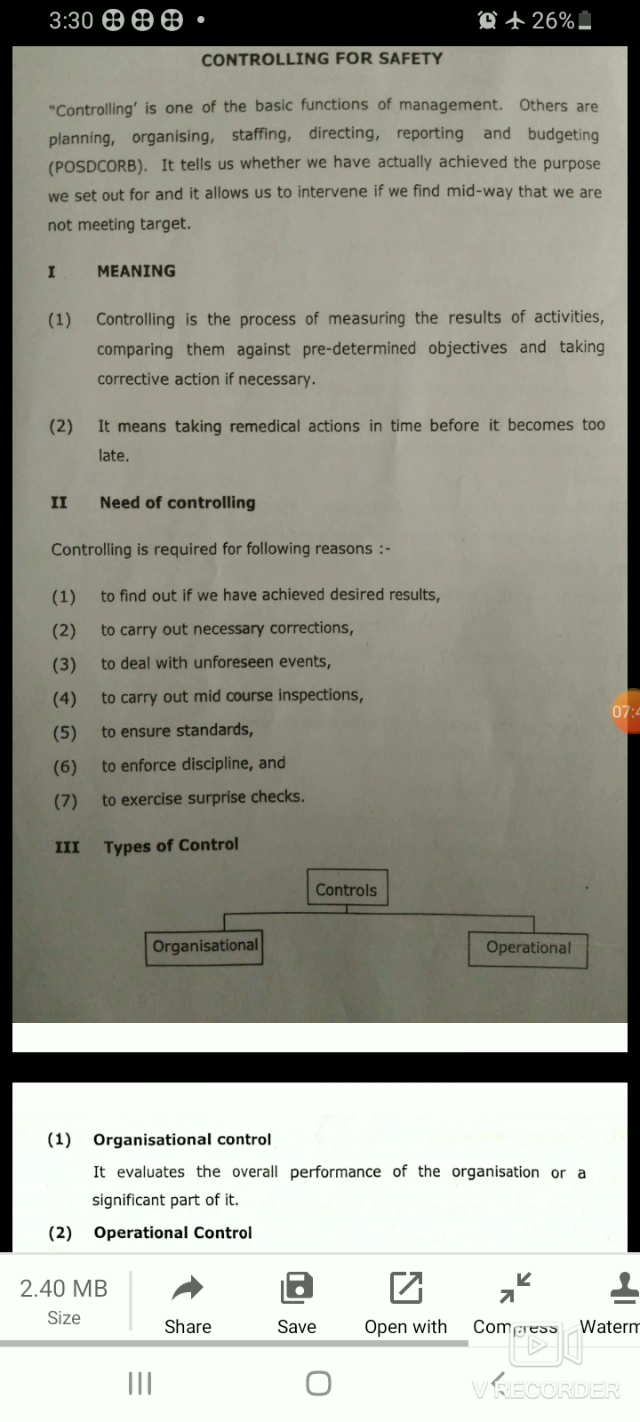 3:30
26%
CONTROLLING FOR SAFETY
"Controlling' is one of the basic functions of management. Others are
planning, organising, staffing, directing, reporting and budgeting
(POSDCORB). It tells us whether we have actually achieved the purpose
we set out for and it allows us to intervene if we find mid-way that we are
not meeting target.
I MEANING
(1) Controlling is the process of measuring the results of activities,
comparing them against pre-determined objectives and taking
corrective action if necessary.
(2) It means taking remedical actions in time before it becomes too
late.
II Need of controlling
Controlling is required for following reasons :-
(1) to find out if we have achieved desired results,
(2) to carry out necessary corrections,
(3) to deal with unforeseen events,
(4) to carry out mid course inspections,
07:4
(5) to ensure standards,
(6) to enforce discipline, and
(7) to exercise surprise checks.
III Types of Control
Controls
Organisational Operational
(1) Organisational control
It evaluates the overall performance of the organisation or a
significant part of it.
(2) Operational Control
2.40 MB
Size
Share Save Open with Compress Waterm
V RECORDER